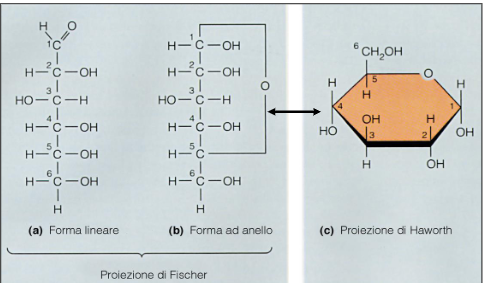 H O
1C
H—2C—OH
HO—3C—H
H—4C—OH
H—5C—OH
H—6C—OH
H
(a) Forma lineare
H—1C—OH
H—2C—OH
HO—3C—H
O
H—4C—OH
H—5C
H—6C—OH
H
(b) Forma ad anello
Proiezione di Fischer
6 CH2OH
5 O
H H H
4 OH H 1
HO 3 2 OH
H OH
(c) Proiezione di Haworth